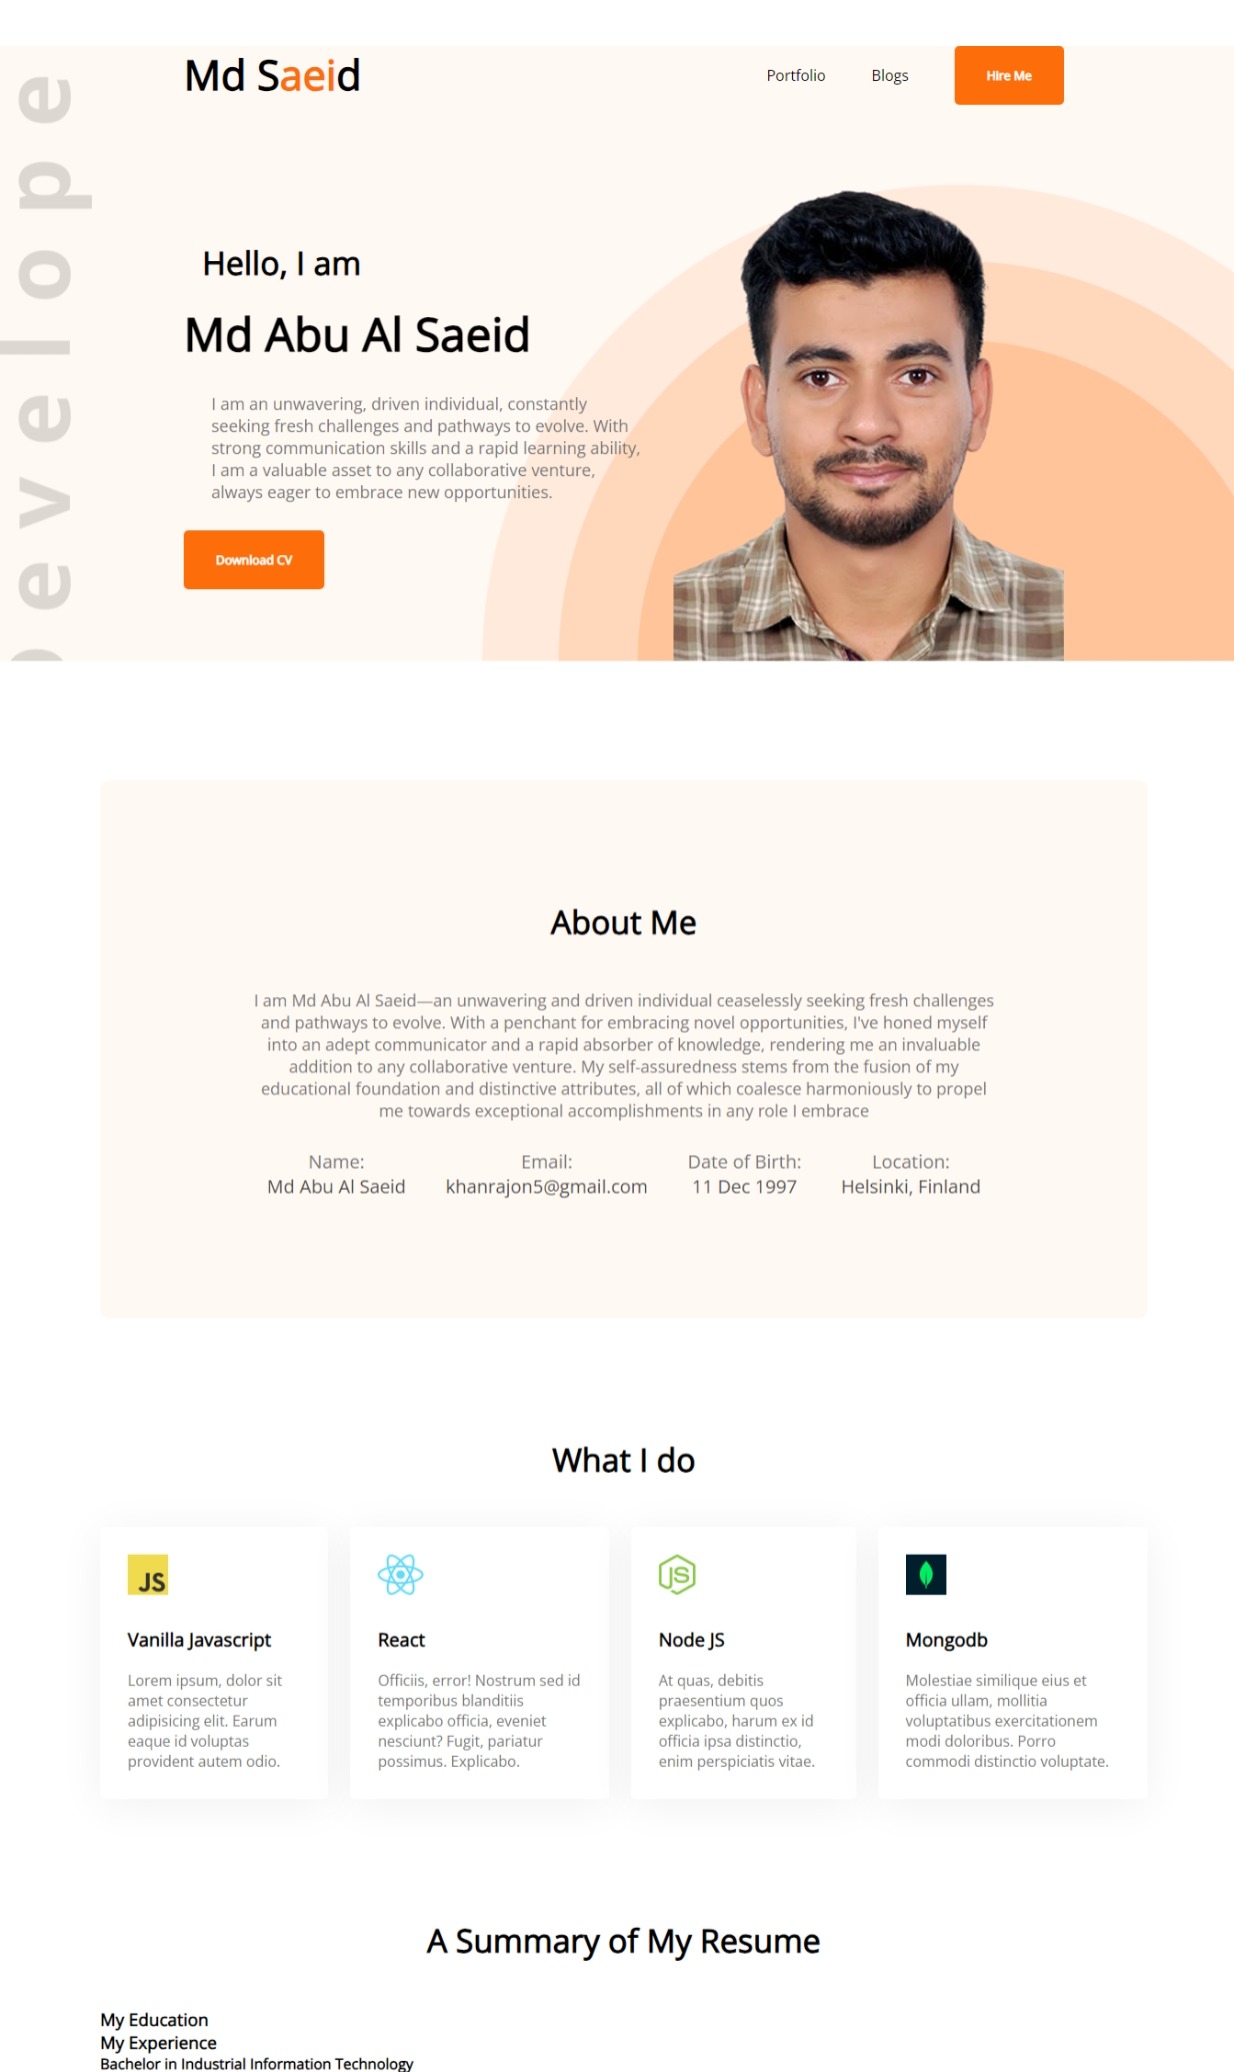 Md Saeid
Portfolio
Blogs
Hire Me
evelope
Hello, I am
Md Abu Al Saeid
I am an unwavering, driven individual, constantly
seeking fresh challenges and pathways to evolve. With
strong communication skills and a rapid learning ability,
I am a valuable asset to any collaborative venture,
always eager to embrace new opportunities.
Download CV
About Me
I am Md Abu Al Saeid—an unwavering and driven individual ceaselessly seeking fresh challenges
and pathways to evolve. With a penchant for embracing novel opportunities, I've honed myself
into an adept communicator and a rapid absorber of knowledge, rendering me an invaluable
addition to any collaborative venture. My self-assuredness stems from the fusion of my
educational foundation and distinctive attributes, all of which coalesce harmoniously to propel
me towards exceptional accomplishments in any role I embrace
Name:
Md Abu Al Saeid
Email:
khanrajon5@gmail.com
Date of Birth:
11 Dec 1997
Location:
Helsinki, Finland
What I do
JS
Vanilla Javascript
Lorem ipsum, dolor sit
amet consectetur
adipisicing elit. Earum
eaque id voluptas
provident autem odio.
React
Officiis, error! Nostrum sed id
temporibus blanditiis
explicabo officia, eveniet
nesciunt? Fugit, pariatur
possimus. Explicabo.
JS
Node JS
At quas, debitis
praesentium quos
explicabo, harum ex id
officia ipsa distinctio,
enim perspiciatis vitae.
Mongodb
Molestiae similique eius et
officia ullam, mollitia
voluptatibus exercitationem
modi doloribus. Porro
commodi distinctio voluptate.
A Summary of My Resume
My Education
My Experience
Bachelor in Industrial Information Technology